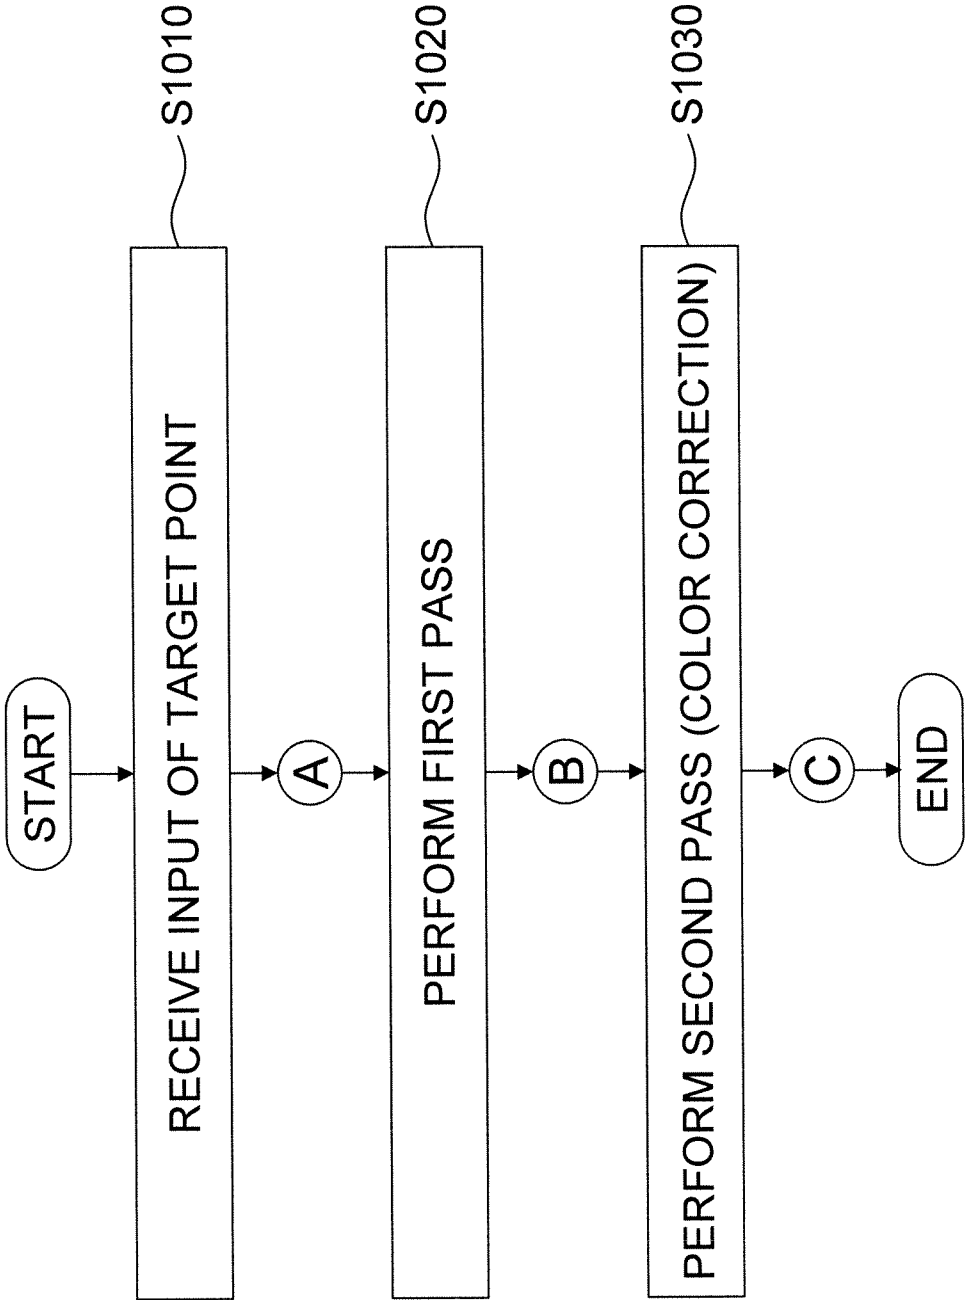 START
RECEIVE INPUT OF TARGET POINT
S1010
A
PERFORM FIRST PASS
S1020
B
PERFORM SECOND PASS (COLOR CORRECTION)
S1030
C
END